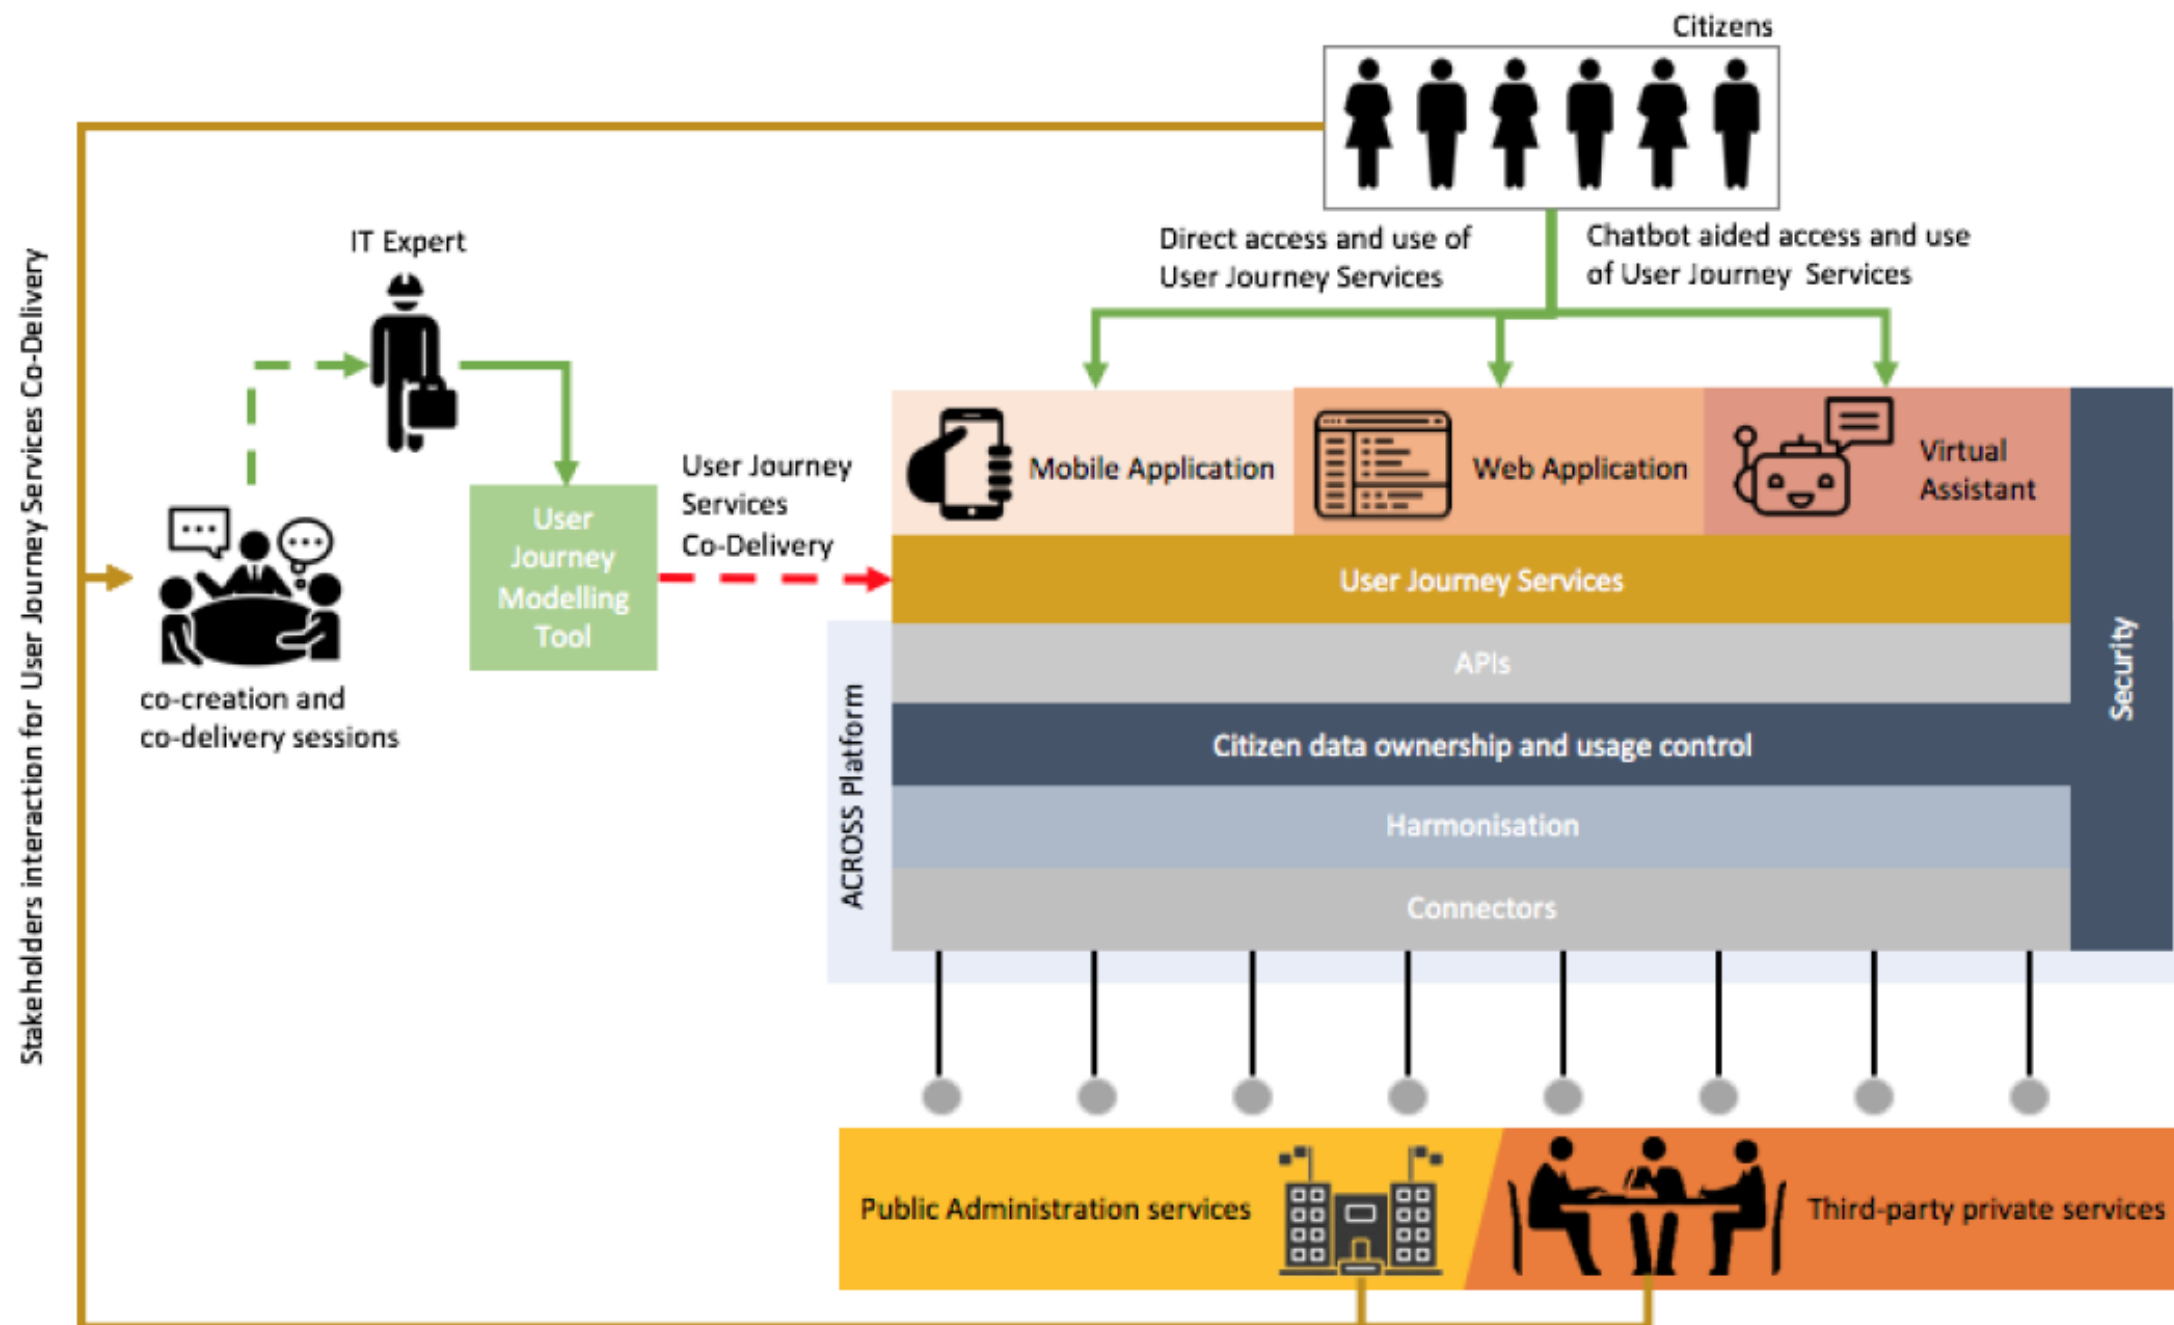 Citizens
Stakeholders interaction for User Journey Services Co-Delivery
IT Expert
Direct access and use of
User Journey Services
Chatbot aided access and use
of User Journey Services
User Journey
Services
Co-Delivery
Mobile Application
Web Application
Virtual
Assistant
User
Journey
Modelling
Tool
User Journey Services
co-creation and
co-delivery sessions
ACROSS Platform
APIs
Security
Citizen data ownership and usage control
Harmonisation
Connectors
Public Administration services
Third-party private services